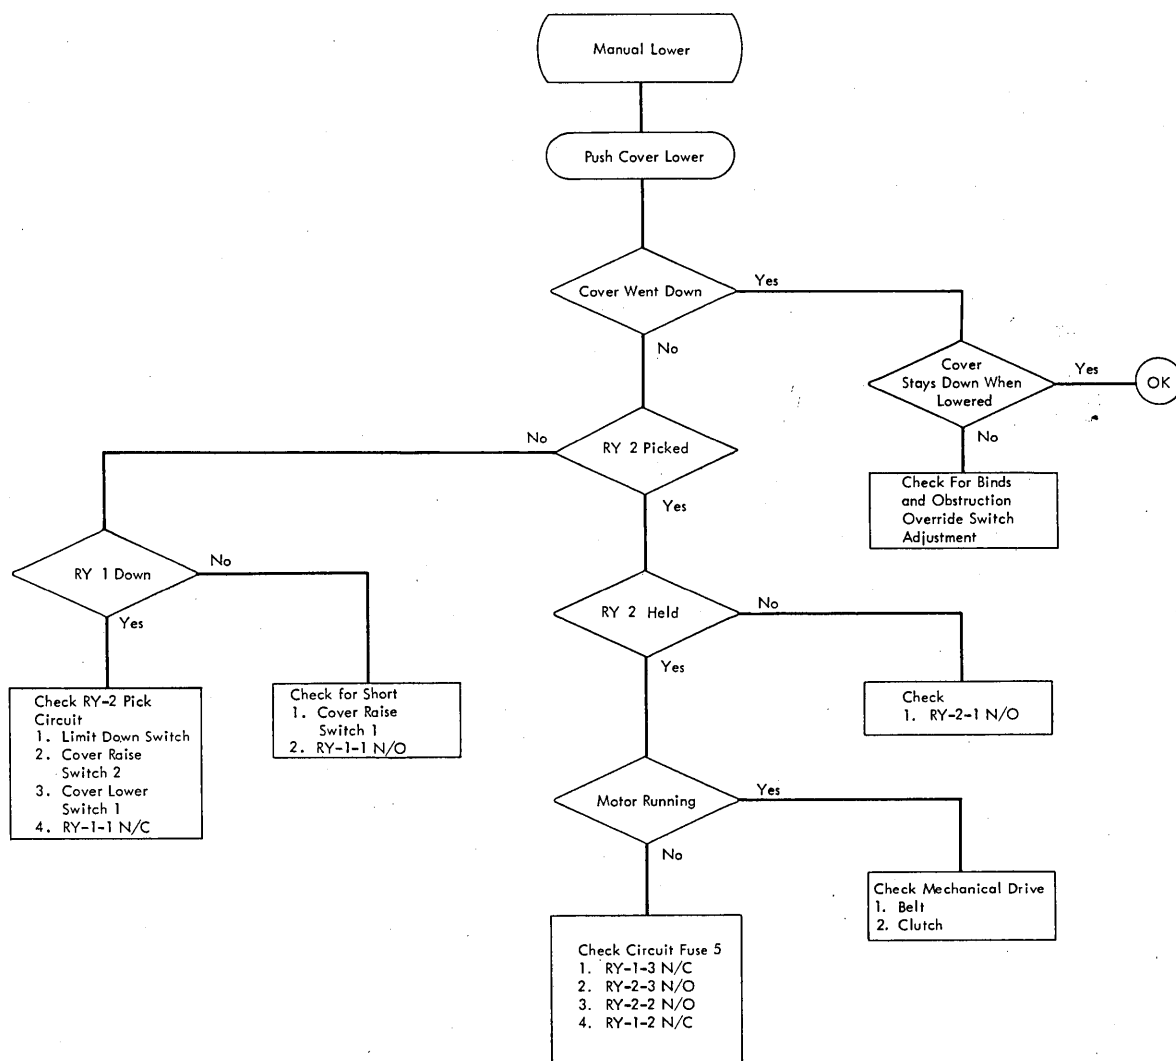 Manual Lower
Push Cover Lower
Cover Went Down
Yes
No
Cover
Stays Down When
Lowered
Yes
OK
No
Check For Binds
and Obstruction
Override Switch
Adjustment
RY 2 Picked
No
Yes
RY 1 Down
No
Yes
RY 2 Held
No
Yes
Check RY-2 Pick
Circuit
1. Limit Down Switch
2. Cover Raise
Switch 2
3. Cover Lower
Switch 1
4. RY-1-1 N/C
Check for Short
1. Cover Raise
Switch 1
2. RY-1-1 N/O
Check
1. RY-2-1 N/O
Motor Running
Yes
No
Check Mechanical Drive
1. Belt
2. Clutch
Check Circuit Fuse 5
1. RY-1-3 N/C
2. RY-2-3 N/O
3. RY-2-2 N/O
4. RY-1-2 N/C